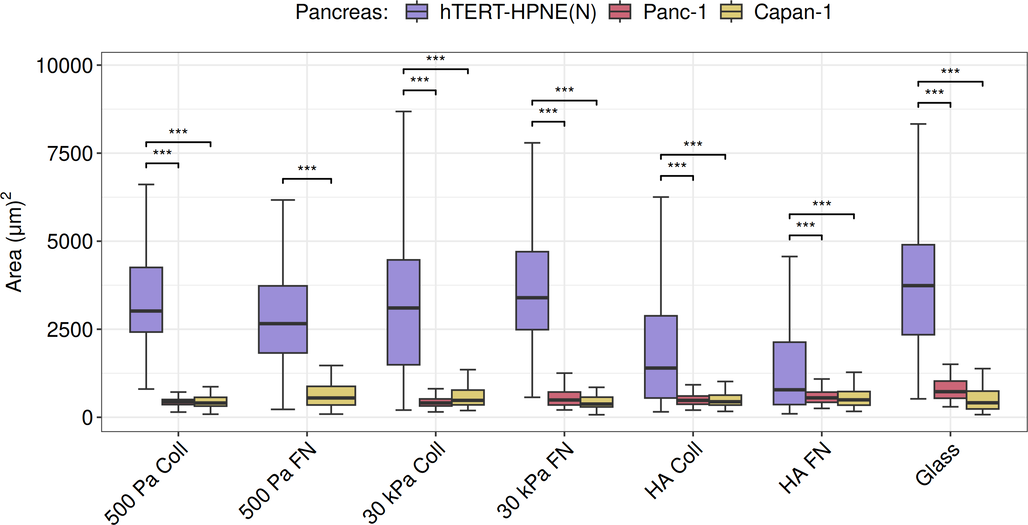 Pancreas: hTERT-HPNE(N) Panc-1 Capan-1
Area (μm)²
10000
7500
5000
2500
0
*** ***
*** ***
***
*** ***
*** ***
*** ***
*** ***
*** ***
500 Pa Coll
500 Pa FN
30 kPa Coll
30 kPa FN
HA Coll
HA FN
Glass